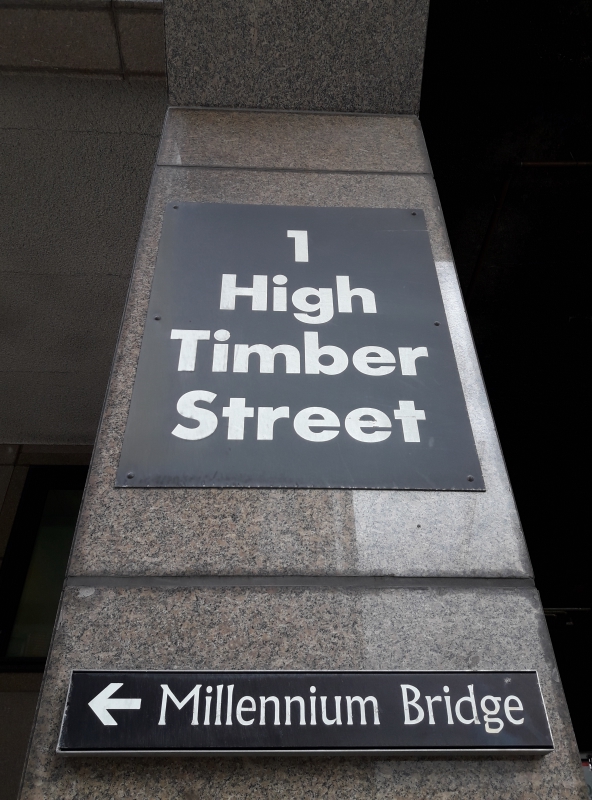 1
High
Timber
Street
← Millennium Bridge